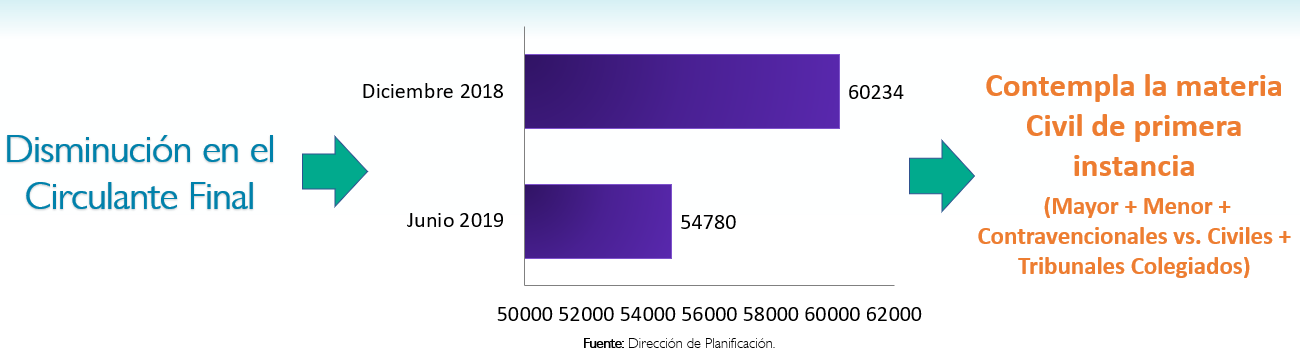 Disminución en el
Circulante Final
Diciembre 2018
60234
Junio 2019
54780
50000 52000 54000 56000 58000 60000 62000
Fuente: Dirección de Planificación.
Contempla la materia
Civil de primera
instancia
(Mayor + Menor +
Contravencionales vs. Civiles +
Tribunales Colegiados)